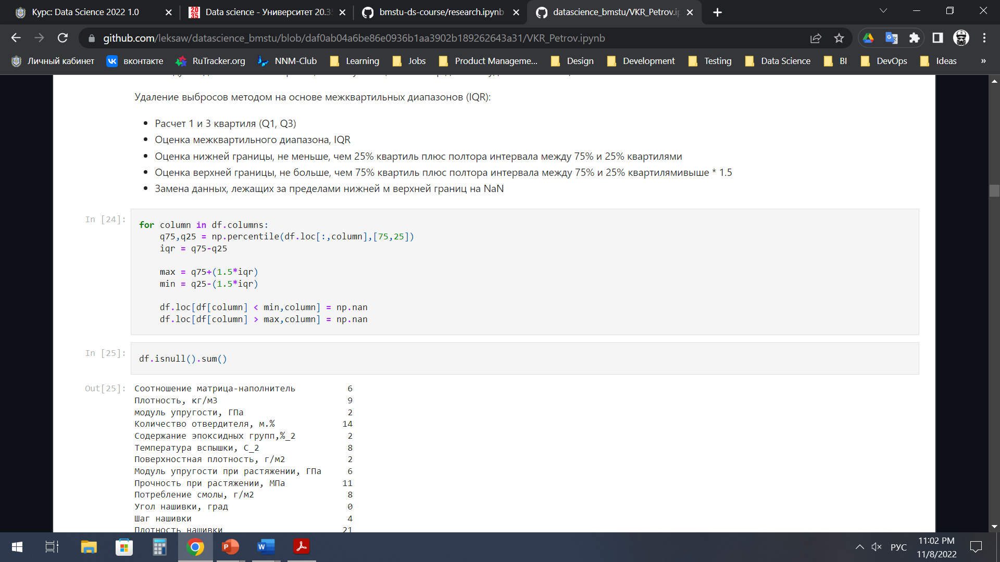 Курс: Data Science 2022 1.0
Data science - Университет 20.35
bmstu-ds-course/research.ipynb
datascience_bmstu/VKR_Petrov.ip
github.com/leksaw/datascience_bmstu/blob/daf0ab04a6be86e0936b1aa3902b189262643a31/VKR_Petrov.ipynb
Личный кабинет
вконтакте
RuTracker.org
NNM-Club
Learning
Jobs
Product Manageme...
Design
Development
Testing
Data Science
BI
DevOps
Ideas
»
Удаление выбросов методом на основе межквартильных диапазонов (IQR):
• Расчет 1 и 3 квартиля (Q1, Q3)
• Оценка межквартильного диапазона, IQR
• Оценка нижней границы, не меньше, чем 25% квартиль плюс полтора интервала между 75% и 25% квартилями
• Оценка верхней границы, не больше, чем 75% квартиль плюс полтора интервала между 75% и 25% квартилямивыше * 1.5
• Замена данных, лежащих за пределами нижней м верхней границ на NaN
In [24]:
for column in df.columns:
    q75,q25 = np.percentile(df.loc[:,column],[75,25])
    iqr = q75-q25
    max = q75+(1.5*iqr)
    min = q25-(1.5*iqr)
    df.loc[df[column] < min,column] = np.nan
    df.loc[df[column] > max,column] = np.nan
In [25]:
df.isnull().sum()
Out[25]:
Соотношение матрица-наполнитель 6
Плотность, кг/м3 9
модуль упругости, ГПа 2
Количество отвердителя, м.% 14
Содержание эпоксидных групп,%_2 2
Температура вспышки, С_2 8
Поверхностная плотность, г/м2 2
Модуль упругости при растяжении, ГПа 6
Прочность при растяжении, МПа 11
Потребление смолы, г/м2 8
Угол нашивки, град 0
Шаг нашивки 4
Плотность нашивки 21
РУС
11:02 PM
11/8/2022